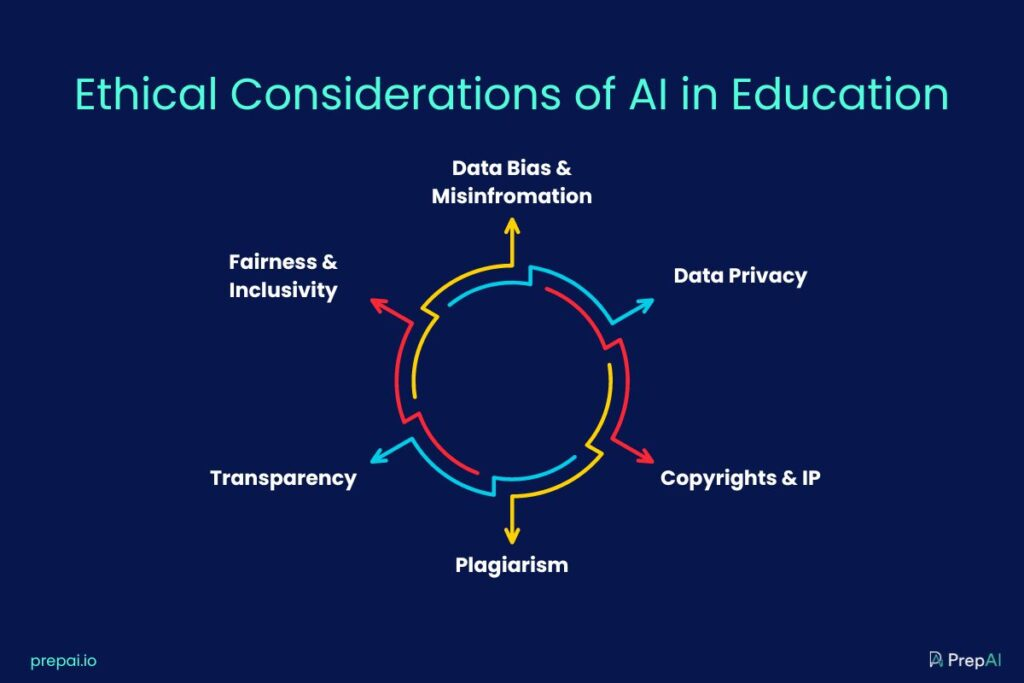 Ethical Considerations of AI in Education
Data Bias &
Misinfromation
Fairness &
Inclusivity
Data Privacy
Transparency
Copyrights & IP
Plagiarism
prepai.io
PrepAI